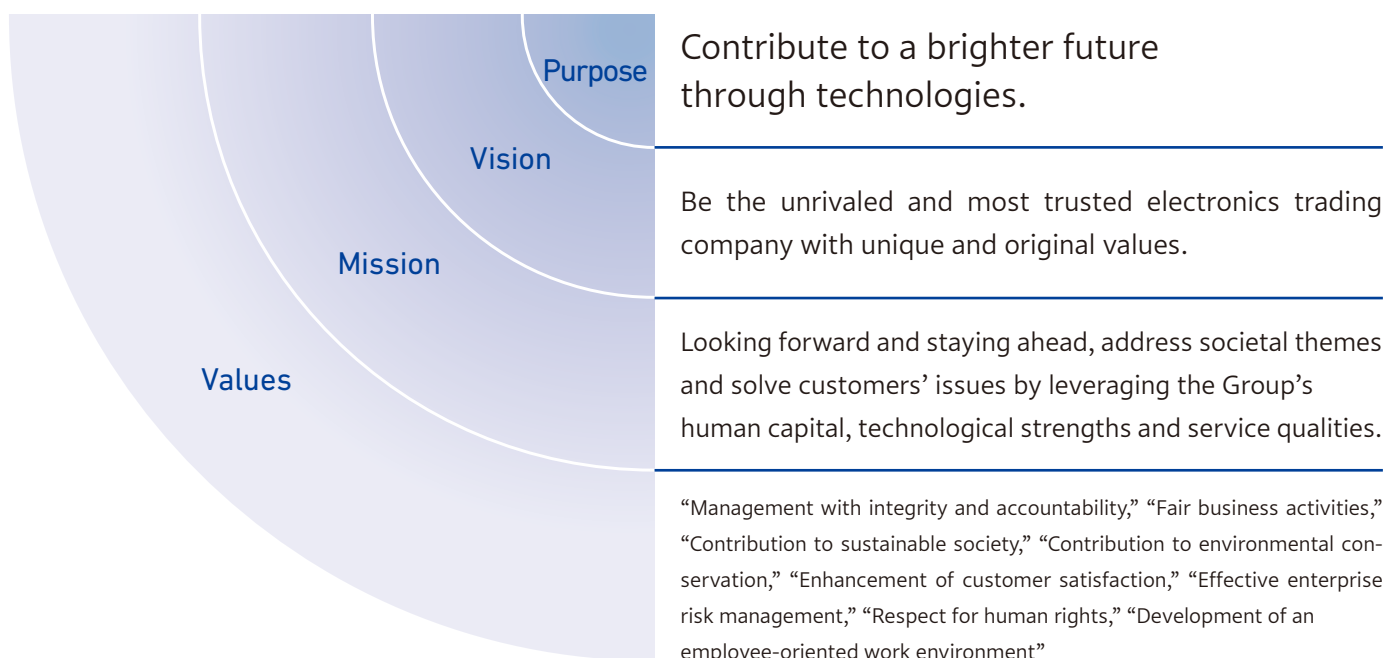 Purpose
Contribute to a brighter future
through technologies.
Vision
Be the unrivaled and most trusted electronics trading
company with unique and original values.
Mission
Looking forward and staying ahead, address societal themes
and solve customers’ issues by leveraging the Group’s
human capital, technological strengths and service qualities.
Values
“Management with integrity and accountability,” “Fair business activities,”
“Contribution to sustainable society,” “Contribution to environmental con-
servation,” “Enhancement of customer satisfaction,” “Effective enterprise
risk management,” “Respect for human rights,” “Development of an
employee-oriented work environment”